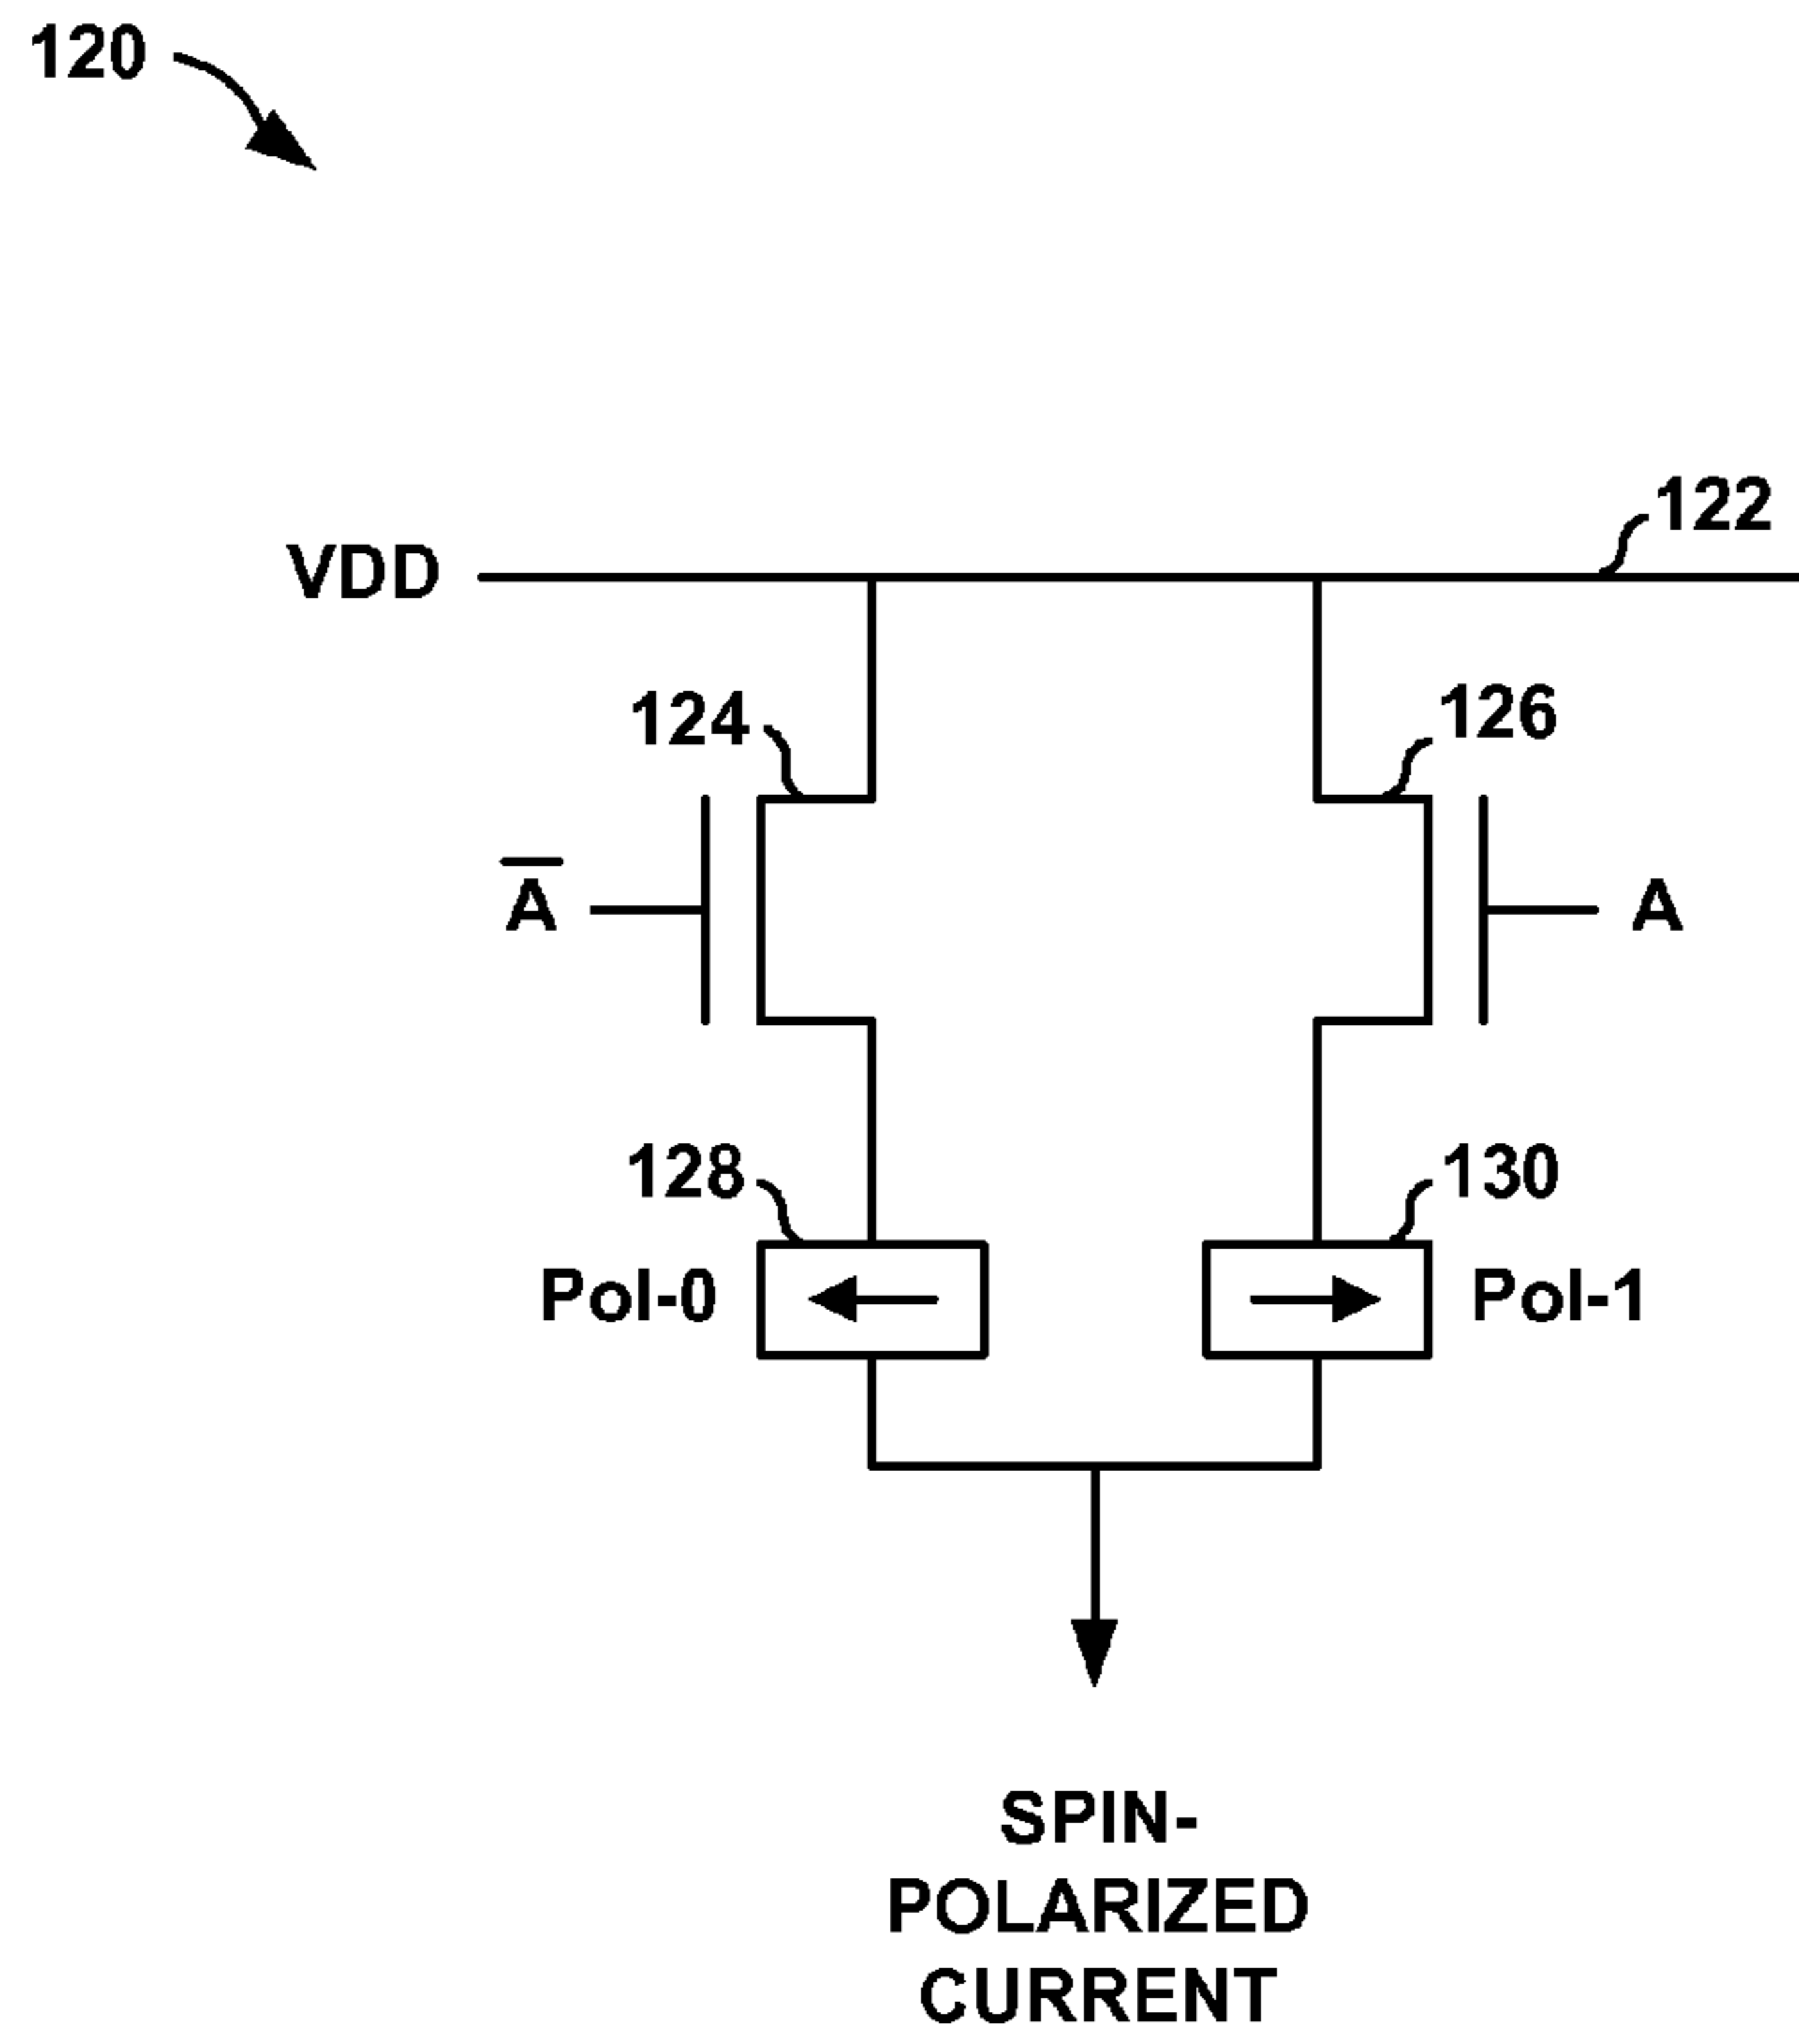 120
122
VDD
124
126
A̅
A
128
130
Pol-0
Pol-1
SPIN-
POLARIZED
CURRENT